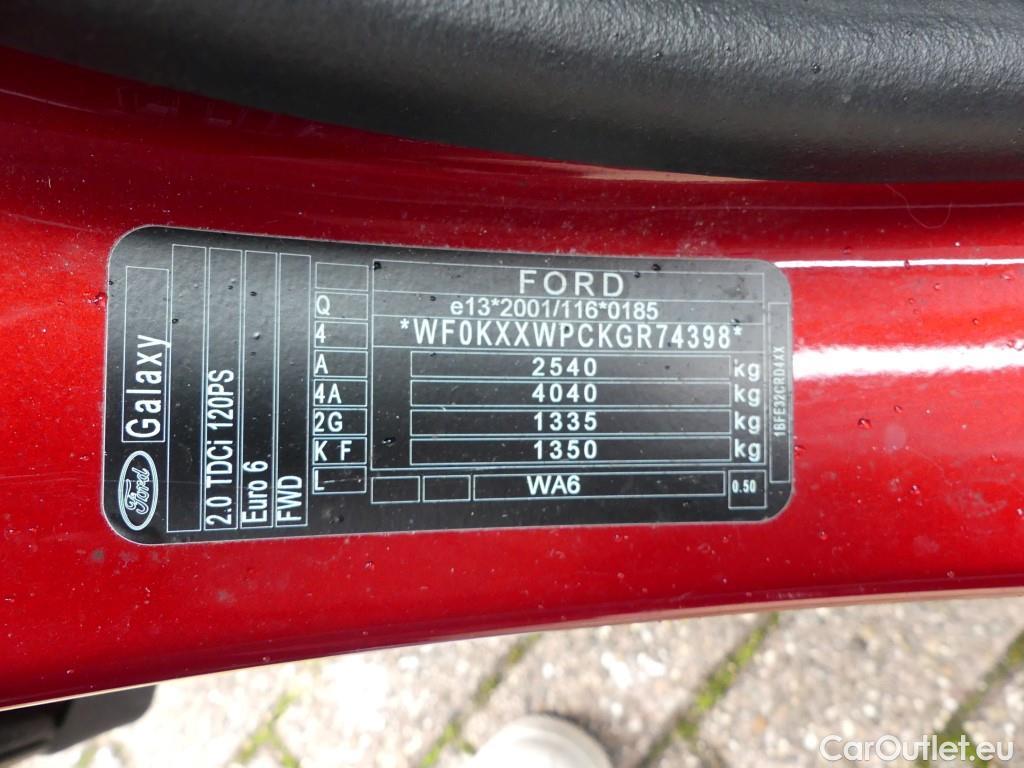 Galaxy
Ford
2.0 TDCi 120PS
Euro 6
FWD
Q
4
A
4A
2G
K F
L
FORD
e13*2001/116*0185
*WF0KXXWPCKGR74398*
2540 kg
4040 kg
1335 kg
1350 kg
WA6
0.50
1BFE32CRD4XX
CarOutlet.eu